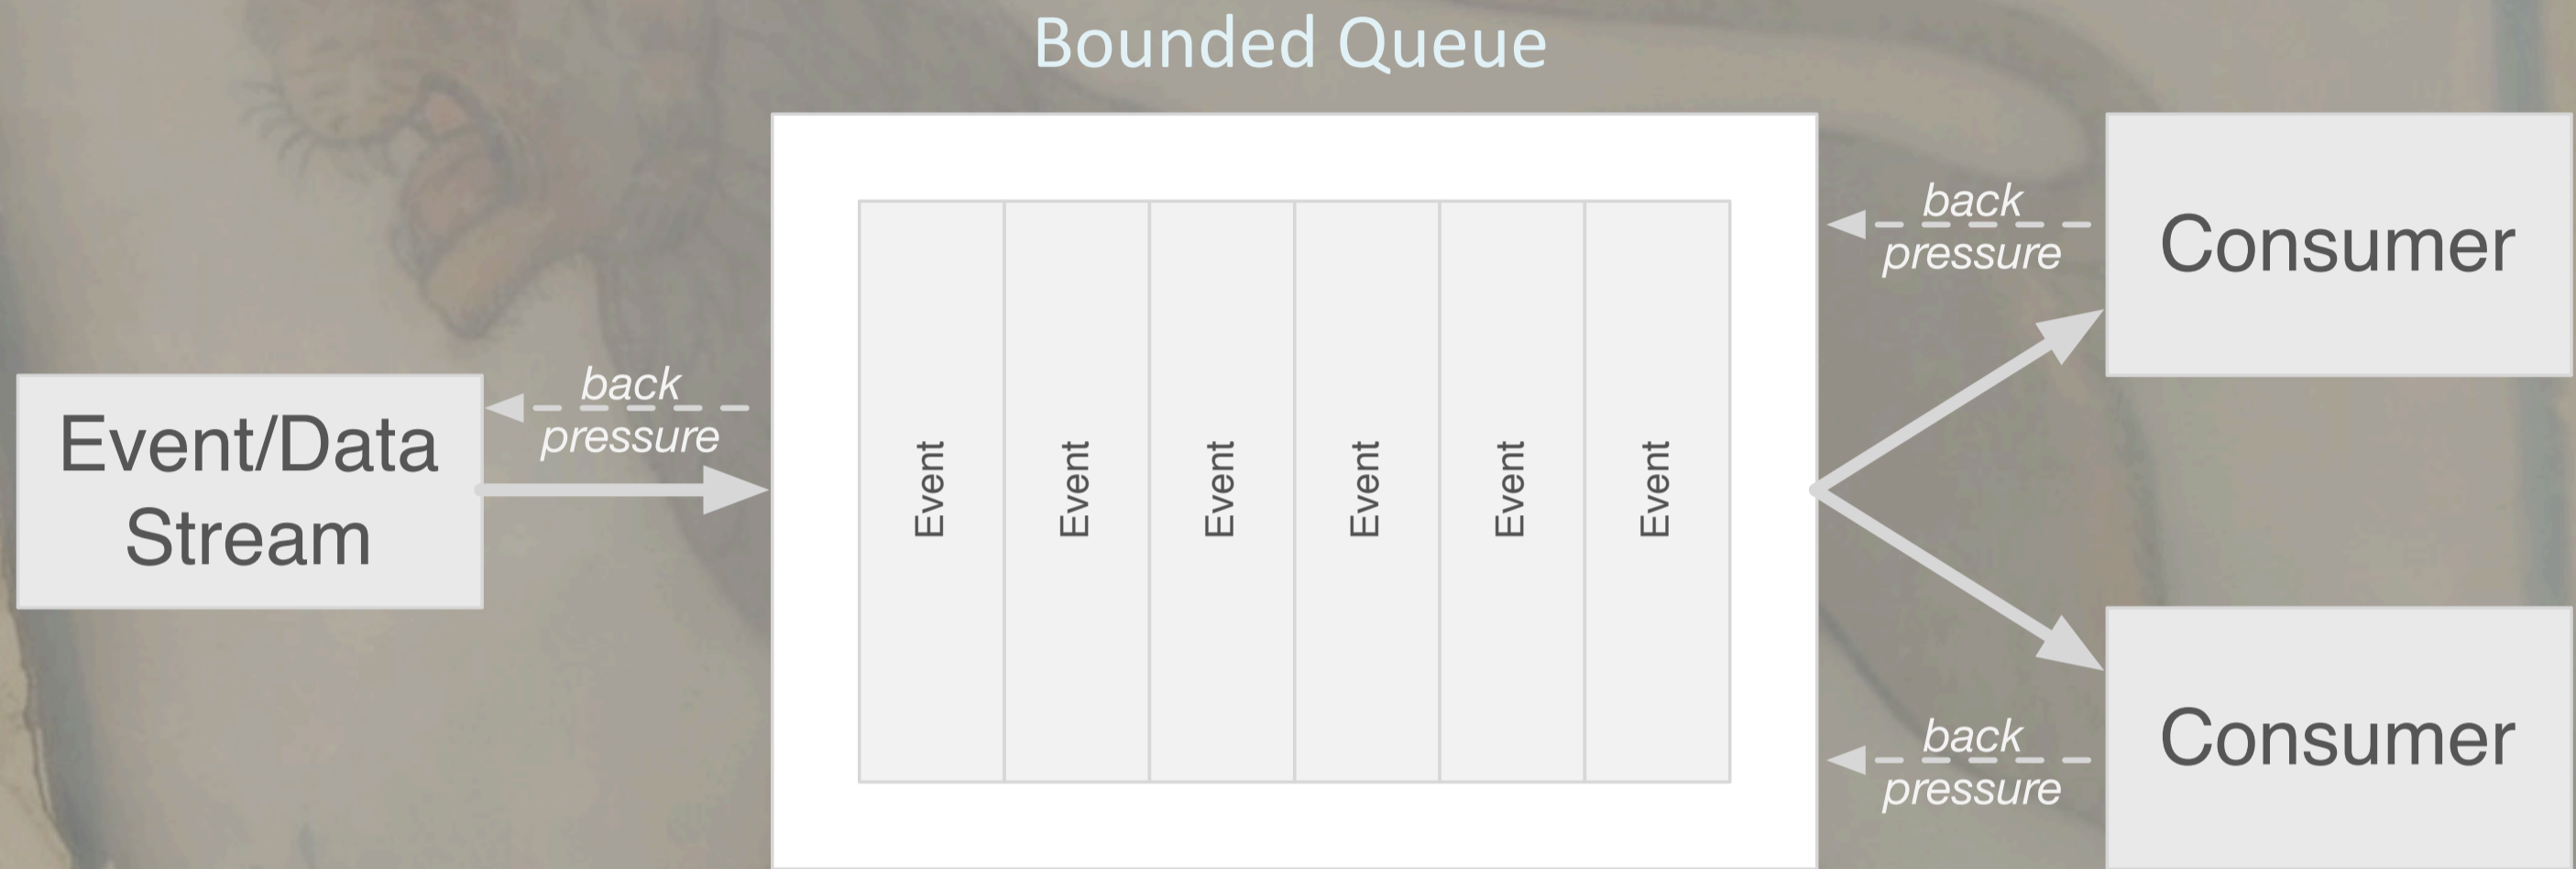 Bounded Queue
Event/Data
Stream
back
pressure
Event
Event
Event
Event
Event
Event
back
pressure
Consumer
back
pressure
Consumer